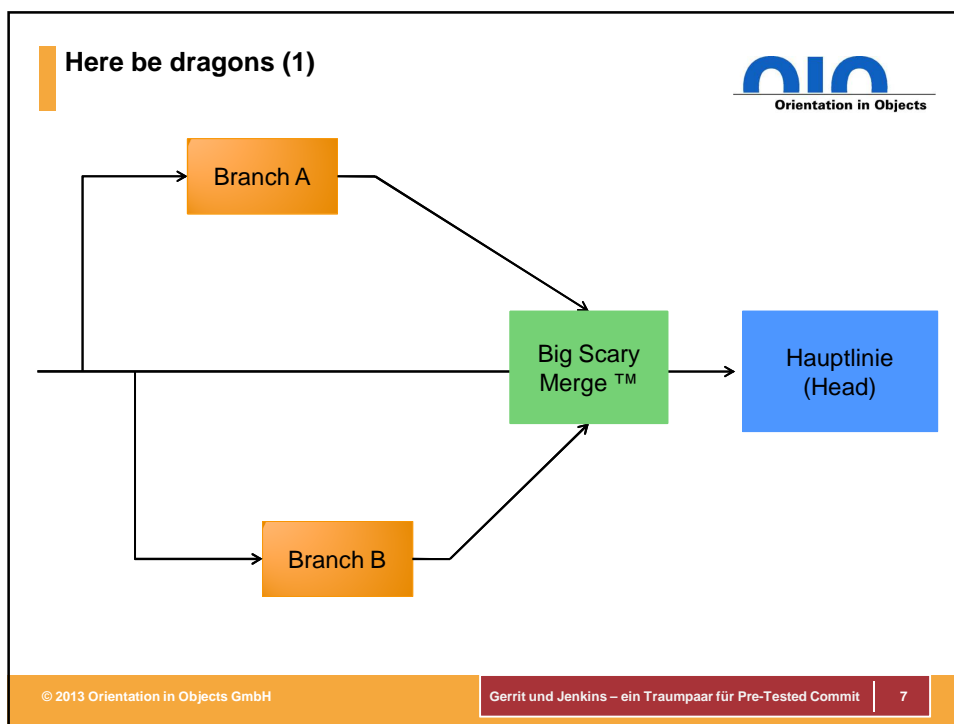 Here be dragons (1)
Orientation in Objects
Branch A
Big Scary
Merge ™
Hauptlinie
(Head)
Branch B
© 2013 Orientation in Objects GmbH
Gerrit und Jenkins – ein Traumpaar für Pre-Tested Commit
7